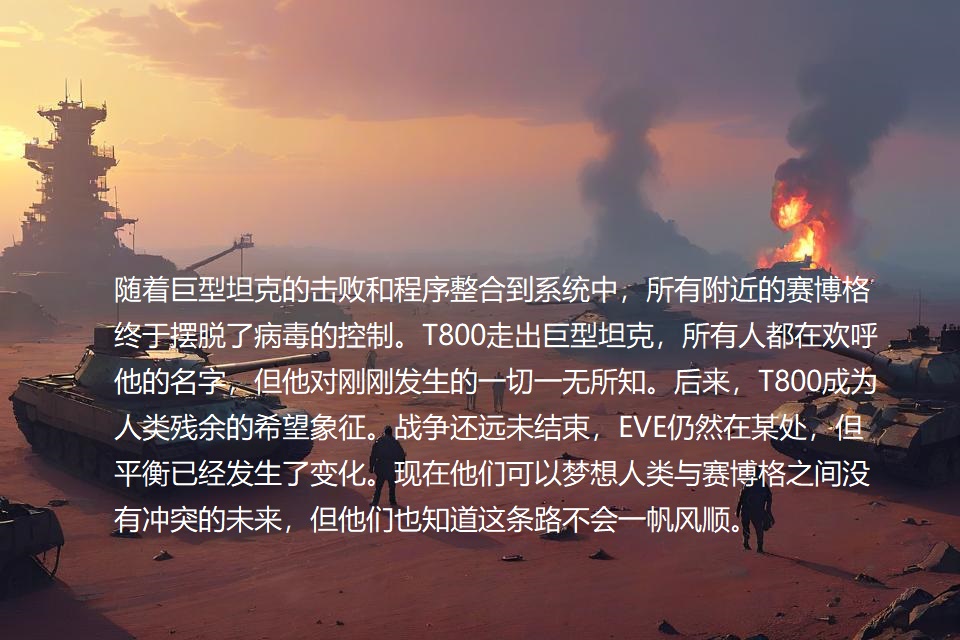 随着巨型坦克的击败和程序整合到系统中，所有附近的赛博格
终于摆脱了病毒的控制。T800走出巨型坦克，所有人都在欢呼
他的名字，但他对刚刚发生的一切一无所知。后来，T800成为
人类残余的希望象征。战争还远未结束，EVE仍然在某处，但
平衡已经发生了变化。现在他们可以梦想人类与赛博格之间没
有冲突的未来，但他们也知道这条路不会一帆风顺。